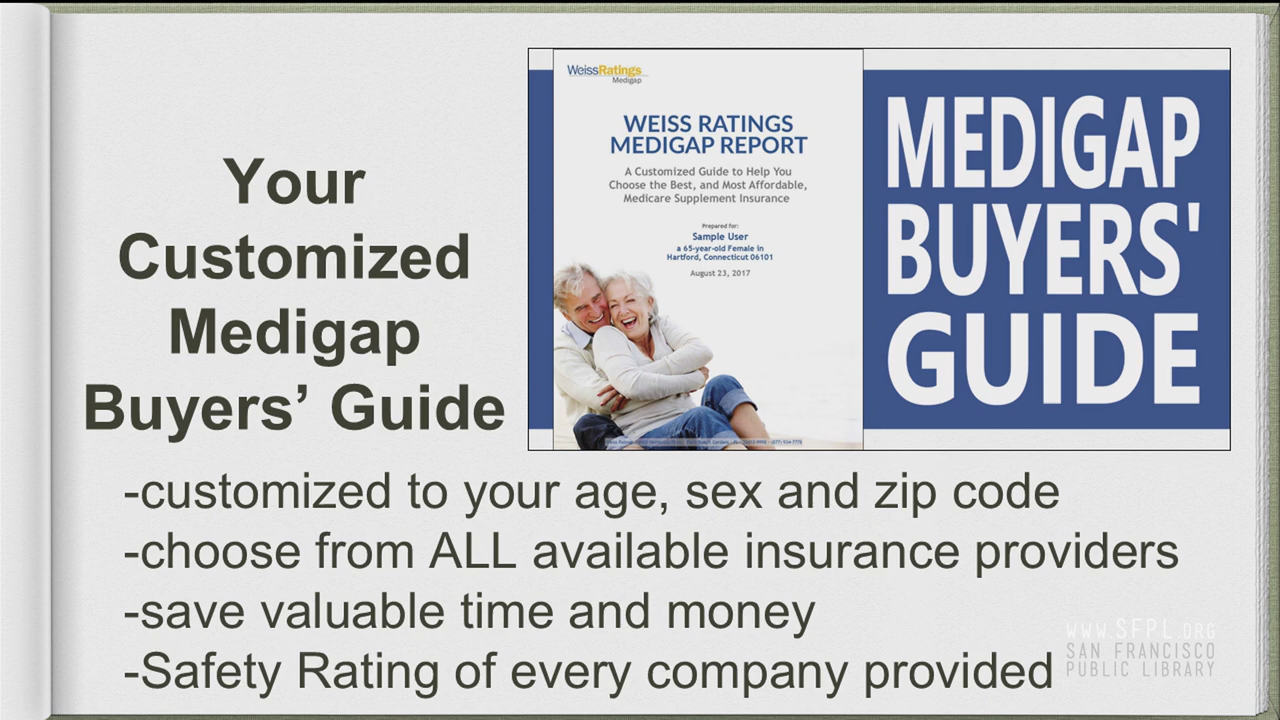 Your
Customized
Medigap
Buyers’ Guide
WeissRatings
Medigap
WEISS RATINGS
MEDIGAP REPORT
A Customized Guide to Help You
Choose the Best, and Most Affordable,
Medicare Supplement Insurance
Prepared for:
Sample User
a 65-year-old Female in
Hartford, Connecticut 06101
August 23, 2017
MEDIGAP
BUYERS'
GUIDE
-customized to your age, sex and zip code
-choose from ALL available insurance providers
-save valuable time and money
-Safety Rating of every company provided
WWW.SFPL.ORG
SAN FRANCISCO
PUBLIC LIBRARY